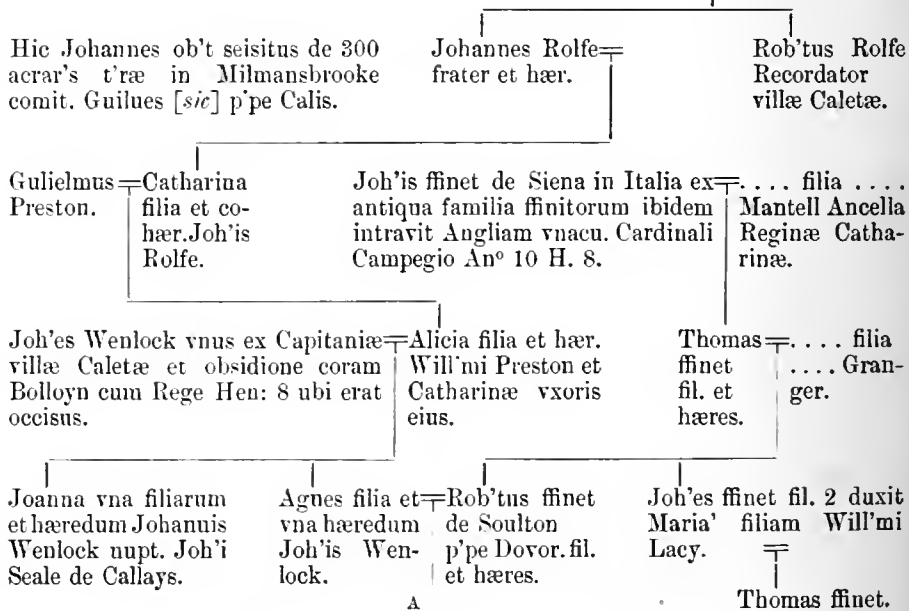 Hic Johannes ob't seisitus de 300
acrar's t'ræ in Milmansbrooke
comit. Guilues [sic] p'pe Calis.
Johannes Rolfe
frater et hær.
Rob'tus Rolfe
Recordator
villæ Caletæ.
Gulielmus
Preston.
Catharina
filia et co-
hær. Joh'is
Rolfe.
Joh'is ffinet de Siena in Italia ex
antiqua familia ffinitorum ibidem
intravit Angliam vnacu. Cardinali
Campegio Anº 10 H. 8.
.... filia ....
Mantell Ancella
Reginæ Catha-
rinæ.
Joh'es Wenlock vnus ex Capitaniæ
villæ Caletæ et obsidione coram
Bolloyn cum Rege Hen: 8 ubi erat
occisus.
Alicia filia et hær.
Will'mi Preston et
Catharinæ vxoris
eius.
Thomas
ffinet
fil. et
hæres.
.... filia
.... Gran-
ger.
Joanna vna filiarum
et hæredum Johannis
Wenlock nupt. Joh'i
Seale de Callays.
Agnes filia et
vna hæredum
Joh'is Wen-
lock.
Rob'tus ffinet
de Soulton
p'pe Dovor. fil.
et hæres.
Joh'es ffinet fil. 2 duxit
Maria' filiam Will'mi
Lacy.
Thomas ffinet.
A